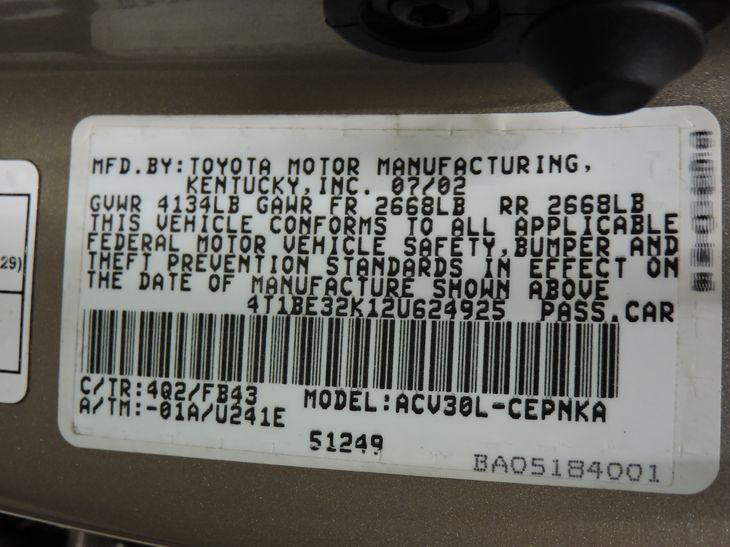 MFD.BY:TOYOTA MOTOR MANUFACTURING,
KENTUCKY,INC. 07/02
GVWR 4134LB GAWR FR 2668LB RR 2668LB
THIS VEHICLE CONFORMS TO ALL APPLICABLE
FEDERAL MOTOR VEHICLE SAFETY,BUMPER AND
THEFT PREVENTION STANDARDS IN EFFECT ON
THE DATE OF MANUFACTURE SHOWN ABOVE
4T1BE32K12U624925 PASS.CAR
C/TR:4Q2/FB43 MODEL:ACV30L-CEPNKA
A/TM:-01A/U241E
51249
BA05184001
29)